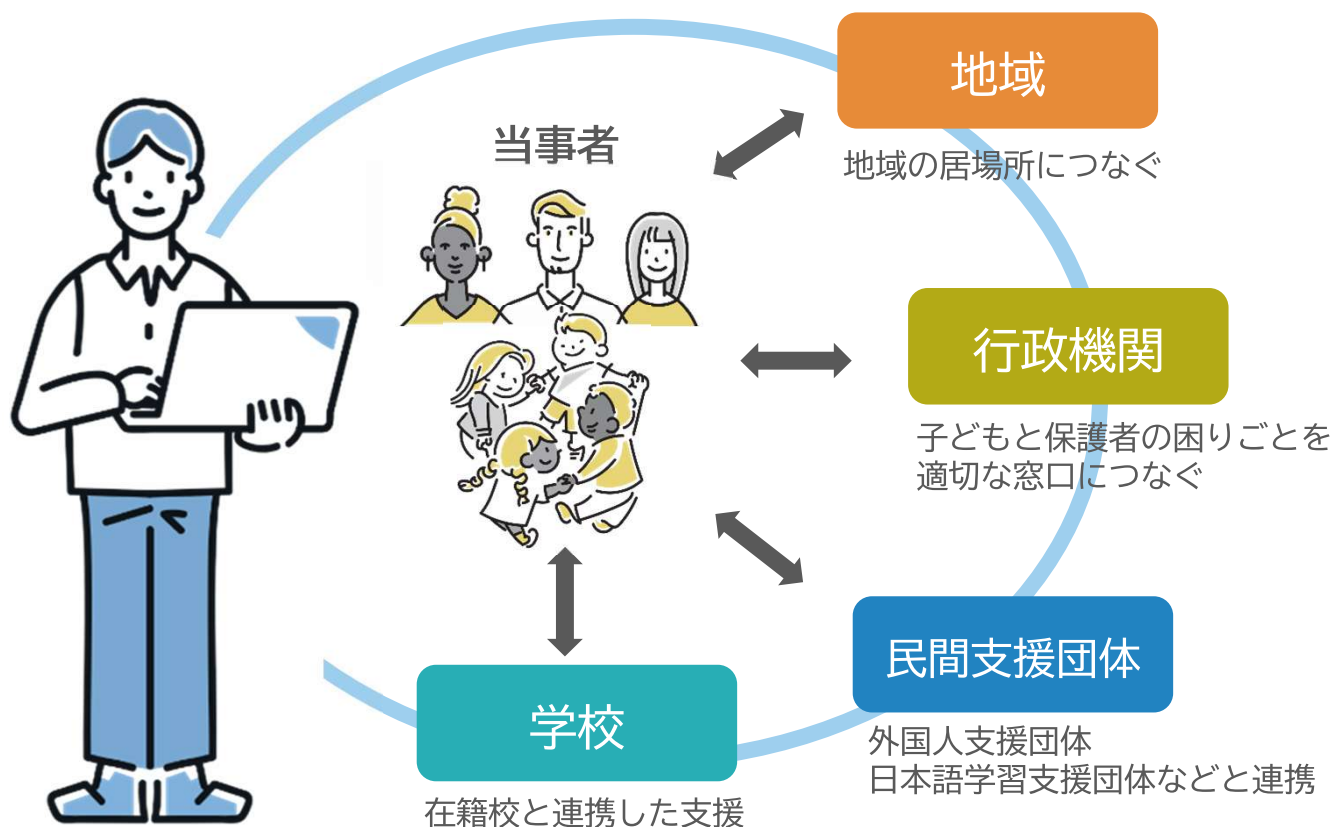 当事者
地域
地域の居場所につなぐ
行政機関
子どもと保護者の困りごとを
適切な窓口につなぐ
民間支援団体
外国人支援団体
日本語学習支援団体などと連携
学校
在籍校と連携した支援